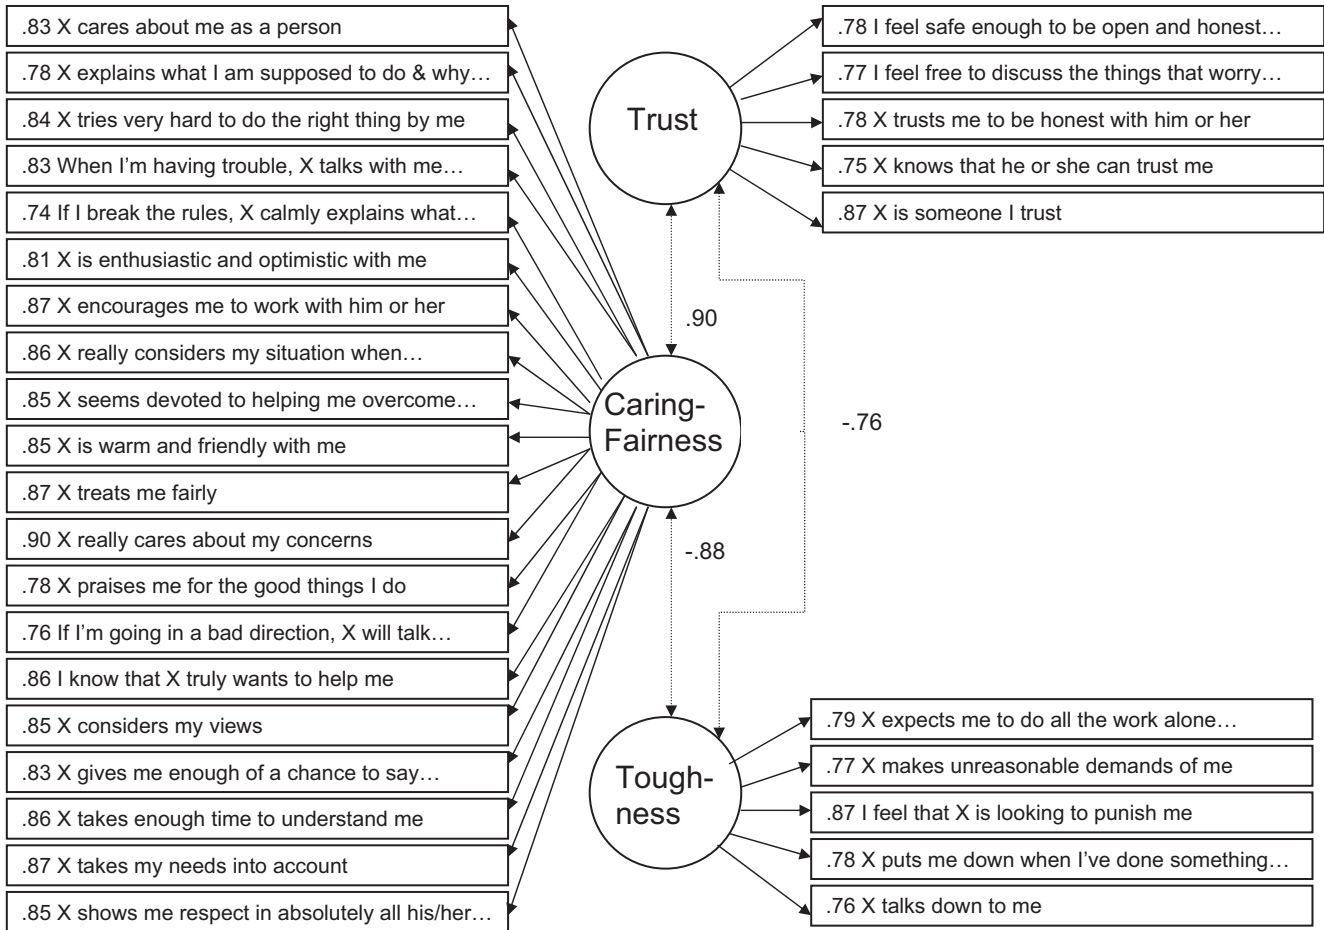 .83 X cares about me as a person
.78 X explains what I am supposed to do & why…
.84 X tries very hard to do the right thing by me
.83 When I'm having trouble, X talks with me…
.74 If I break the rules, X calmly explains what…
.81 X is enthusiastic and optimistic with me
.87 X encourages me to work with him or her
.86 X really considers my situation when…
.85 X seems devoted to helping me overcome…
.85 X is warm and friendly with me
.87 X treats me fairly
.90 X really cares about my concerns
.78 X praises me for the good things I do
.76 If I'm going in a bad direction, X will talk…
.86 I know that X truly wants to help me
.85 X considers my views
.83 X gives me enough of a chance to say…
.86 X takes enough time to understand me
.87 X takes my needs into account
.85 X shows me respect in absolutely all his/her…
Trust
.90
Caring-
Fairness
-.88
Tough-
ness
-.76
.78 I feel safe enough to be open and honest…
.77 I feel free to discuss the things that worry…
.78 X trusts me to be honest with him or her
.75 X knows that he or she can trust me
.87 X is someone I trust
.79 X expects me to do all the work alone…
.77 X makes unreasonable demands of me
.87 I feel that X is looking to punish me
.78 X puts me down when I've done something…
.76 X talks down to me